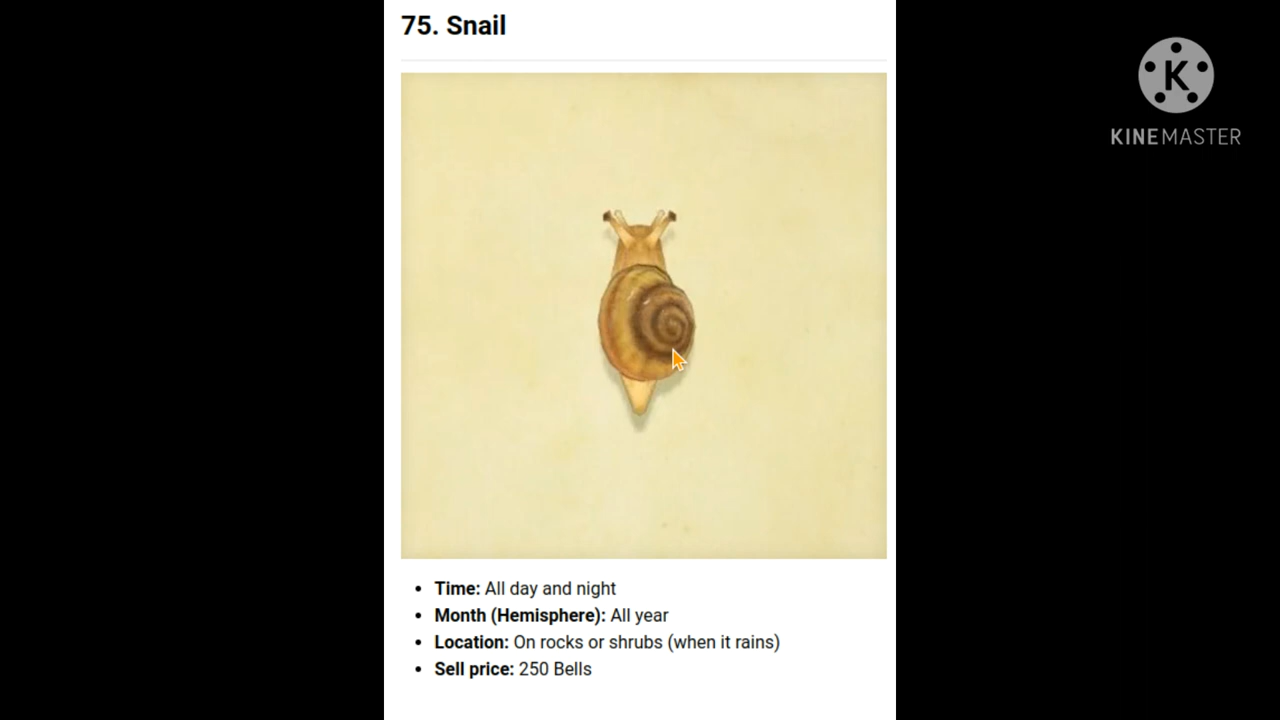 75. Snail
K
KINEMASTER
Time: All day and night
Month (Hemisphere): All year
Location: On rocks or shrubs (when it rains)
Sell price: 250 Bells